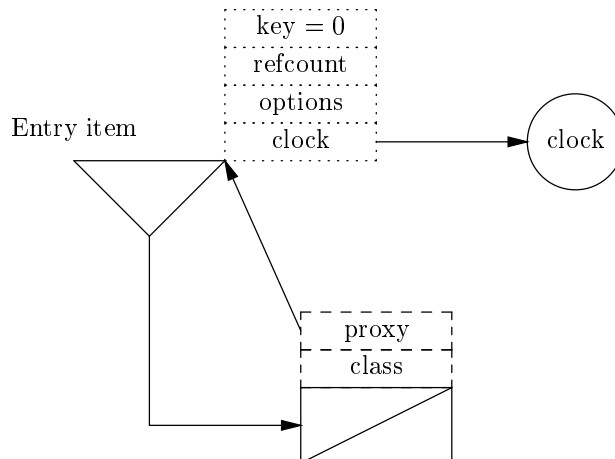 key = 0
refcount
options
Entry item
clock
clock
proxy
class